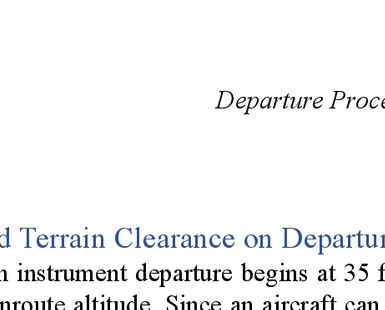 Departure Proce
d Terrain Clearance on Departur
n instrument departure begins at 35 f
nroute altitude. Since an aircraft can